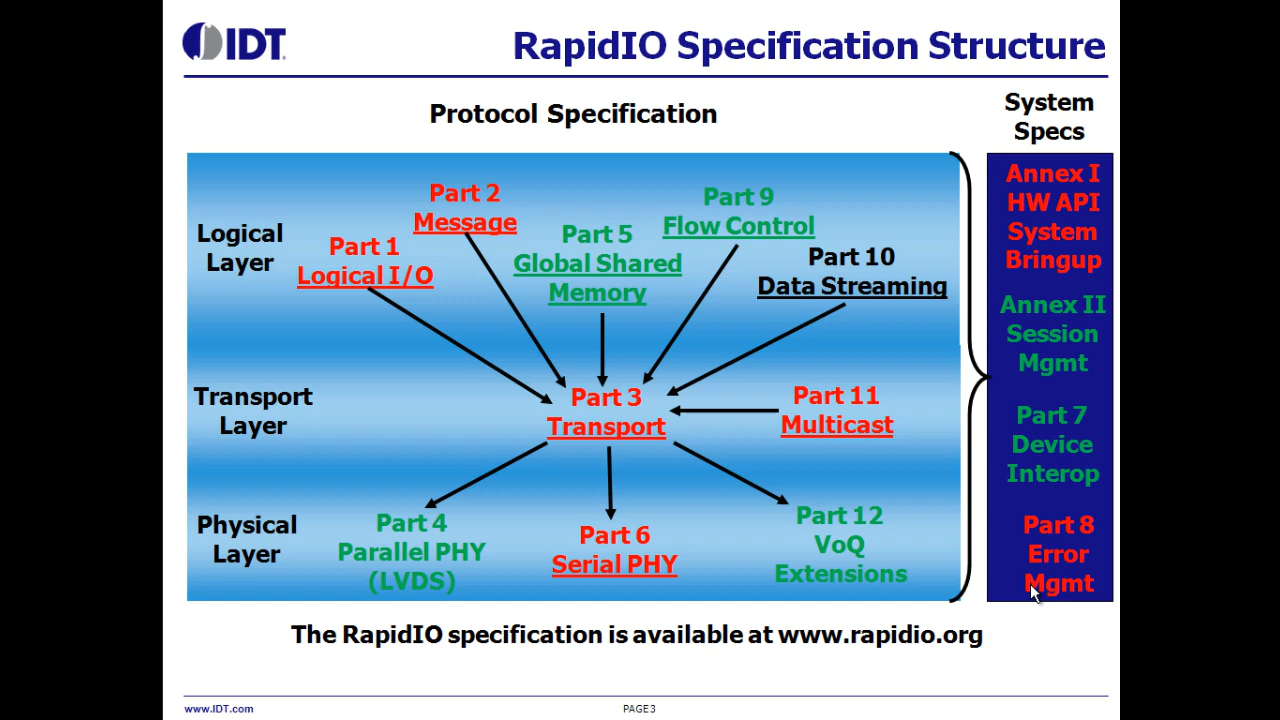 IDT
RapidIO Specification Structure
Protocol Specification
System
Specs
Logical
Layer
Part 1
Logical I/O
Part 2
Message
Part 5
Global Shared
Memory
Part 9
Flow Control
Part 10
Data Streaming
Transport
Layer
Part 3
Transport
Part 11
Multicast
Physical
Layer
Part 4
Parallel PHY
(LVDS)
Part 6
Serial PHY
Part 12
VoQ
Extensions
Annex I
HW API
System
Bringup
Annex II
Session
Mgmt
Part 7
Device
Interop
Part 8
Error
Mgmt
The RapidIO specification is available at www.rapidio.org
www.IDT.com
PAGE 3